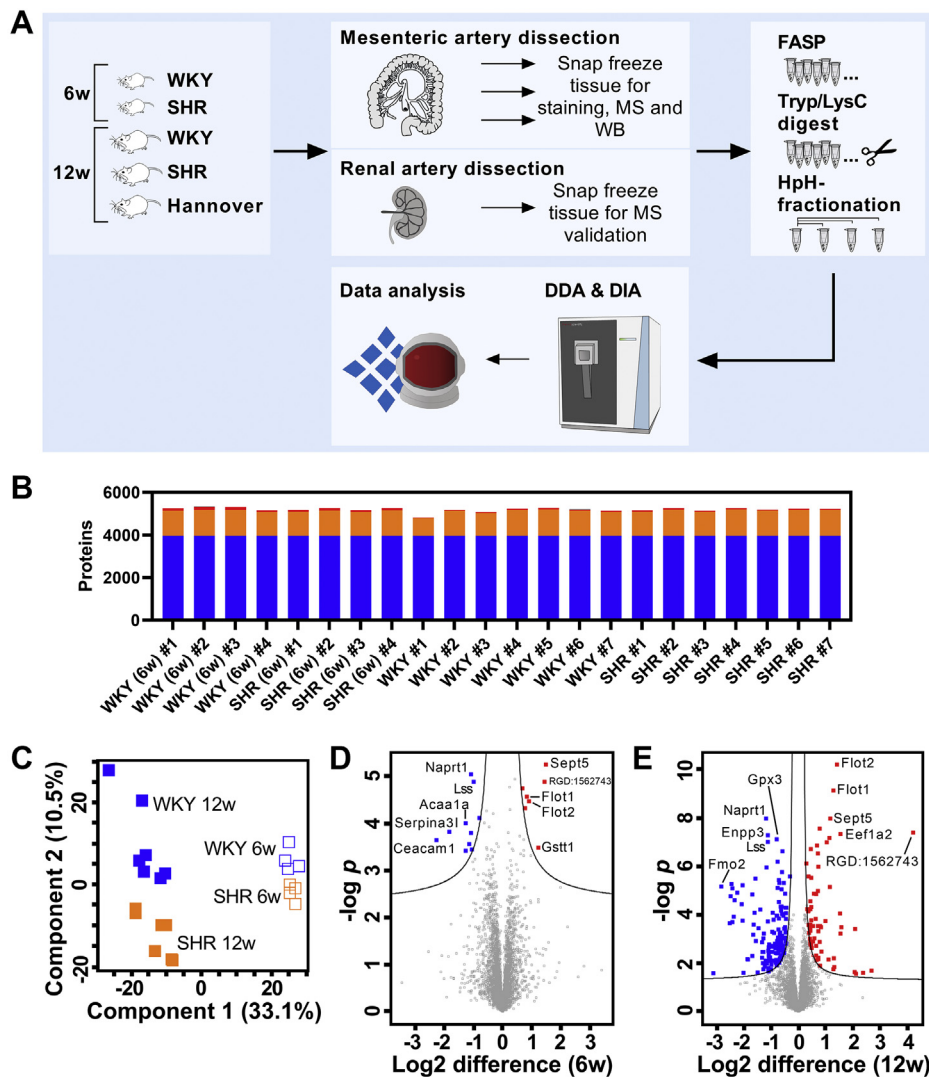 A
6w
WKY
SHR
12w
WKY
SHR
Hannover
Mesenteric artery dissection
Snap freeze
tissue for
staining, MS and
WB
Renal artery dissection
Snap freeze
tissue for MS
validation
FASP
...
Tryp/LysC
digest
...
HpH-
fractionation
Data analysis
DDA & DIA
B
Proteins
6000
4000
2000
0
WKY (6w) #1
WKY (6w) #2
WKY (6w) #3
WKY (6w) #4
SHR (6w) #1
SHR (6w) #2
SHR (6w) #3
SHR (6w) #4
WKY #1
WKY #2
WKY #3
WKY #4
WKY #5
WKY #6
WKY #7
SHR #1
SHR #2
SHR #3
SHR #4
SHR #5
SHR #6
SHR #7
C
Component 2 (10.5%)
20
0
-20
WKY 12w
WKY 6w
SHR 6w
SHR 12w
-20
0
20
Component 1 (33.1%)
D
-log p
5
4
3
2
1
0
Naprt1
Lss
Acaa1a
Serpina3l
Ceacam1
Sept5
RGD:1562743
Flot1
Flot2
Gstt1
-3 -2 -1 0 1 2 3
Log2 difference (6w)
E
-log p
10
8
6
4
2
0
Gpx3
Naprt1
Enpp3
Lss
Fmo2
Flot2
Flot1
Sept5
Eef1a2
RGD:1562743
-3 -2 -1 0 1 2 3 4
Log2 difference (12w)